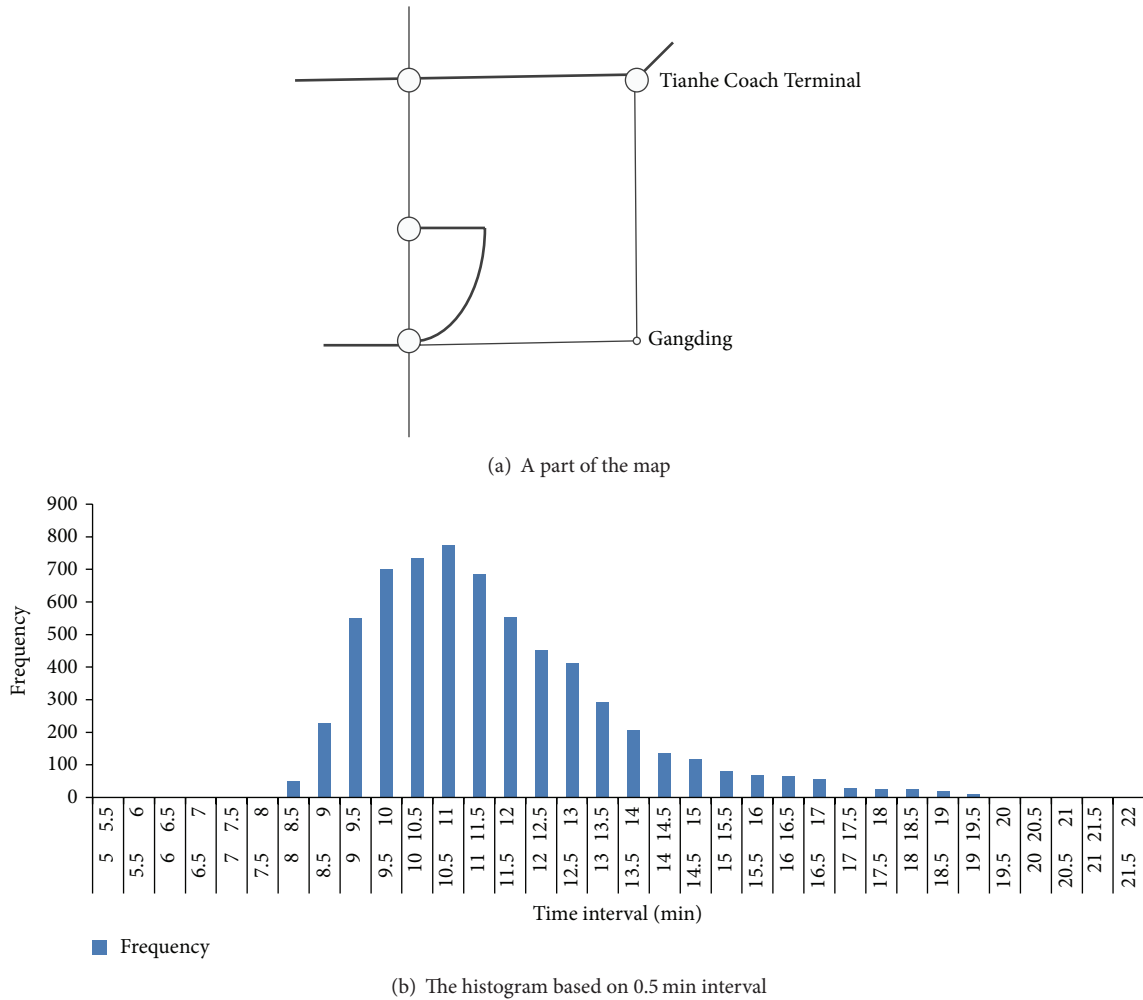 Tianhe Coach Terminal
Gangding
(a) A part of the map
900
800
700
600
500
400
300
200
100
0
Frequency
5.5 6 6.5 7 7.5 8 8.5 9 9.5 10 10.5 11 11.5 12 12.5 13 13.5 14 14.5 15 15.5 16 16.5 17 17.5 18 18.5 19 19.5 20 20.5 21 21.5 22
5 5.5 6 6.5 7 7.5 8 8.5 9 9.5 10 10.5 11 11.5 12 12.5 13 13.5 14 14.5 15 15.5 16 16.5 17 17.5 18 18.5 19 19.5 20 20.5 21 21.5
Time interval (min)
Frequency
(b) The histogram based on 0.5 min interval